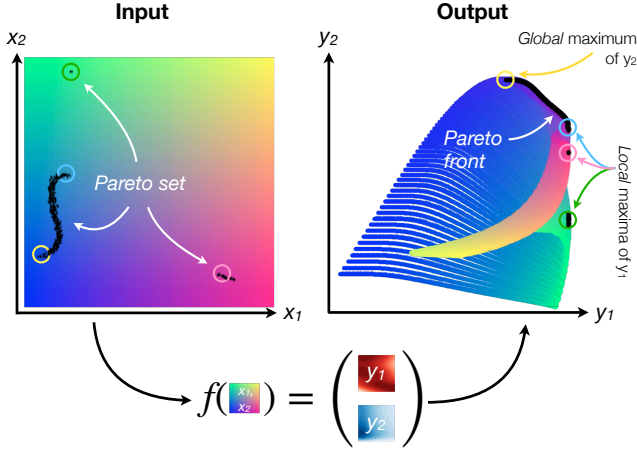 Input
Output
x2
y2
Global maximum
of y2
Pareto
front
Pareto set
Local maxima of y1
x1
y1
f( x1, x2 ) = ( y1
y2 )